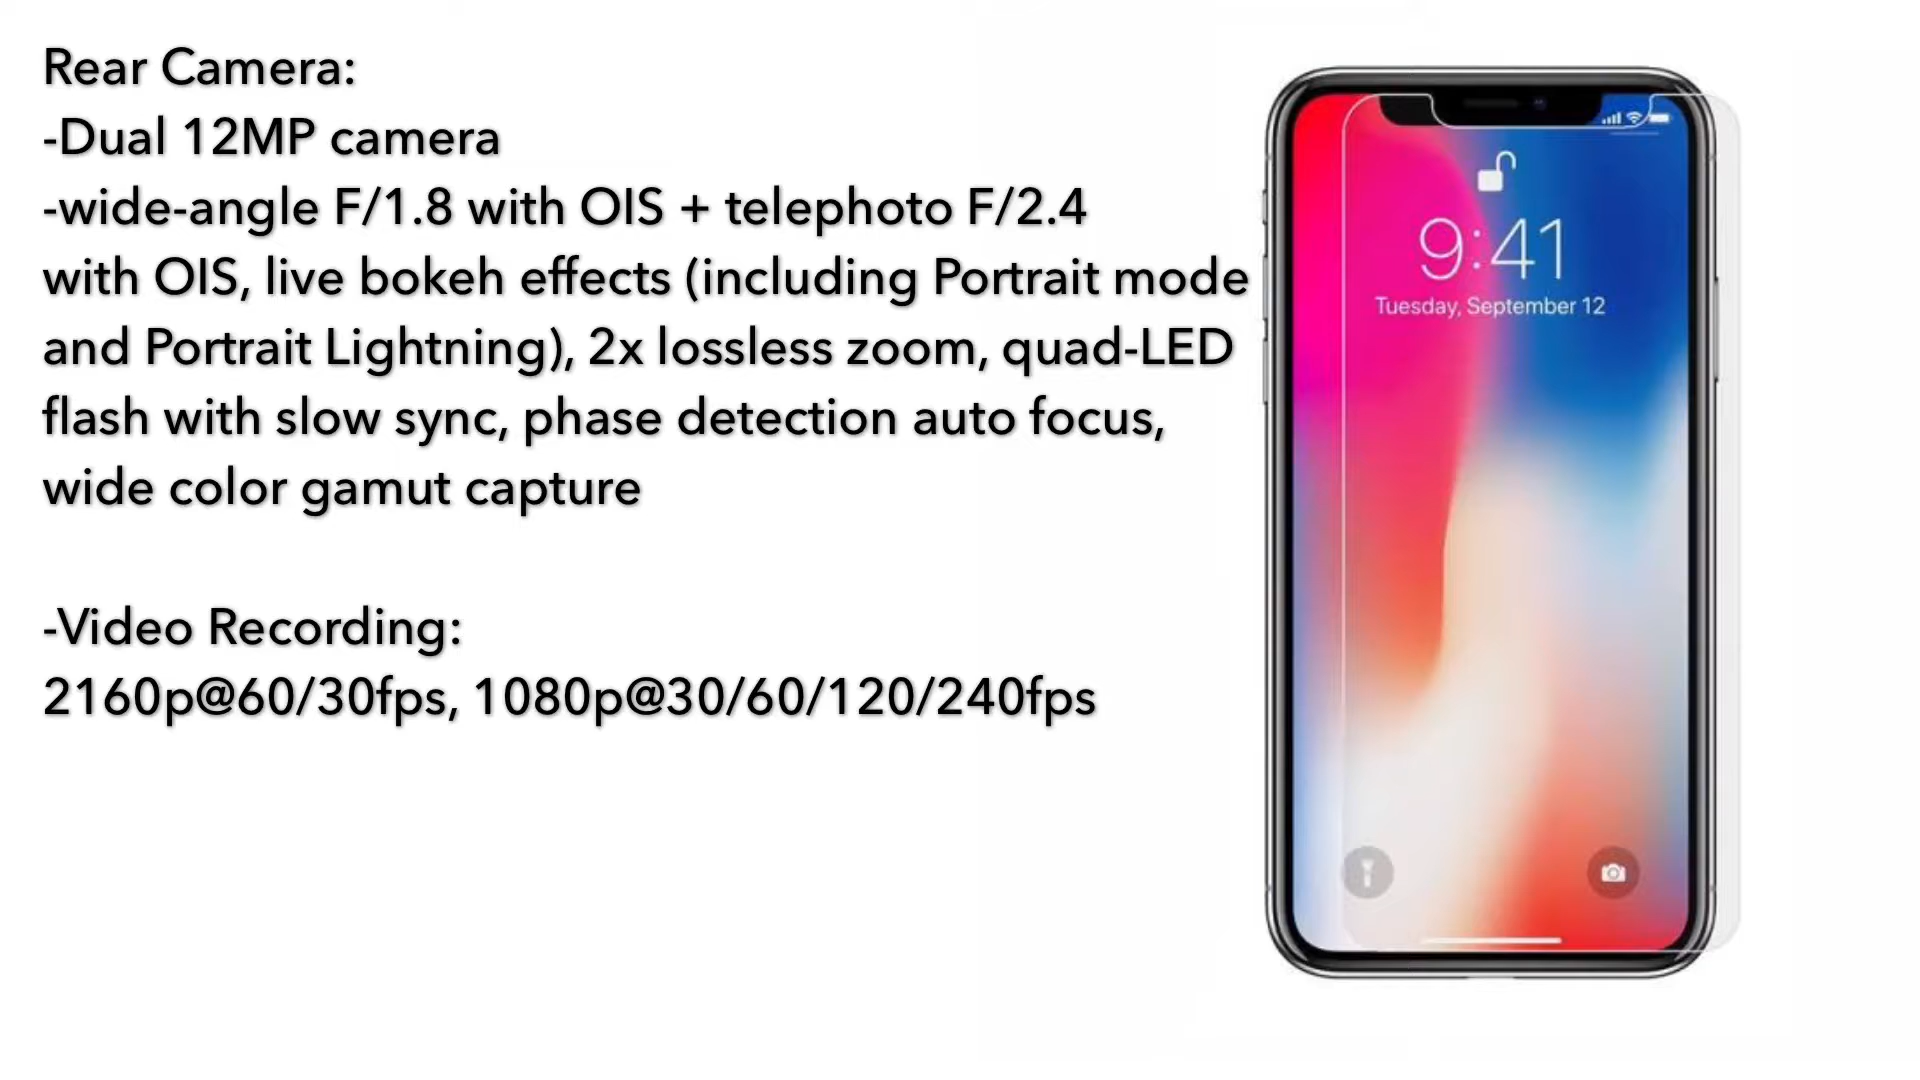 Rear Camera:
-Dual 12MP camera
-wide-angle F/1.8 with OIS + telephoto F/2.4
with OIS, live bokeh effects (including Portrait mode
and Portrait Lightning), 2x lossless zoom, quad-LED
flash with slow sync, phase detection auto focus,
wide color gamut capture
-Video Recording:
2160p@60/30fps, 1080p@30/60/120/240fps
9:41
Tuesday, September 12